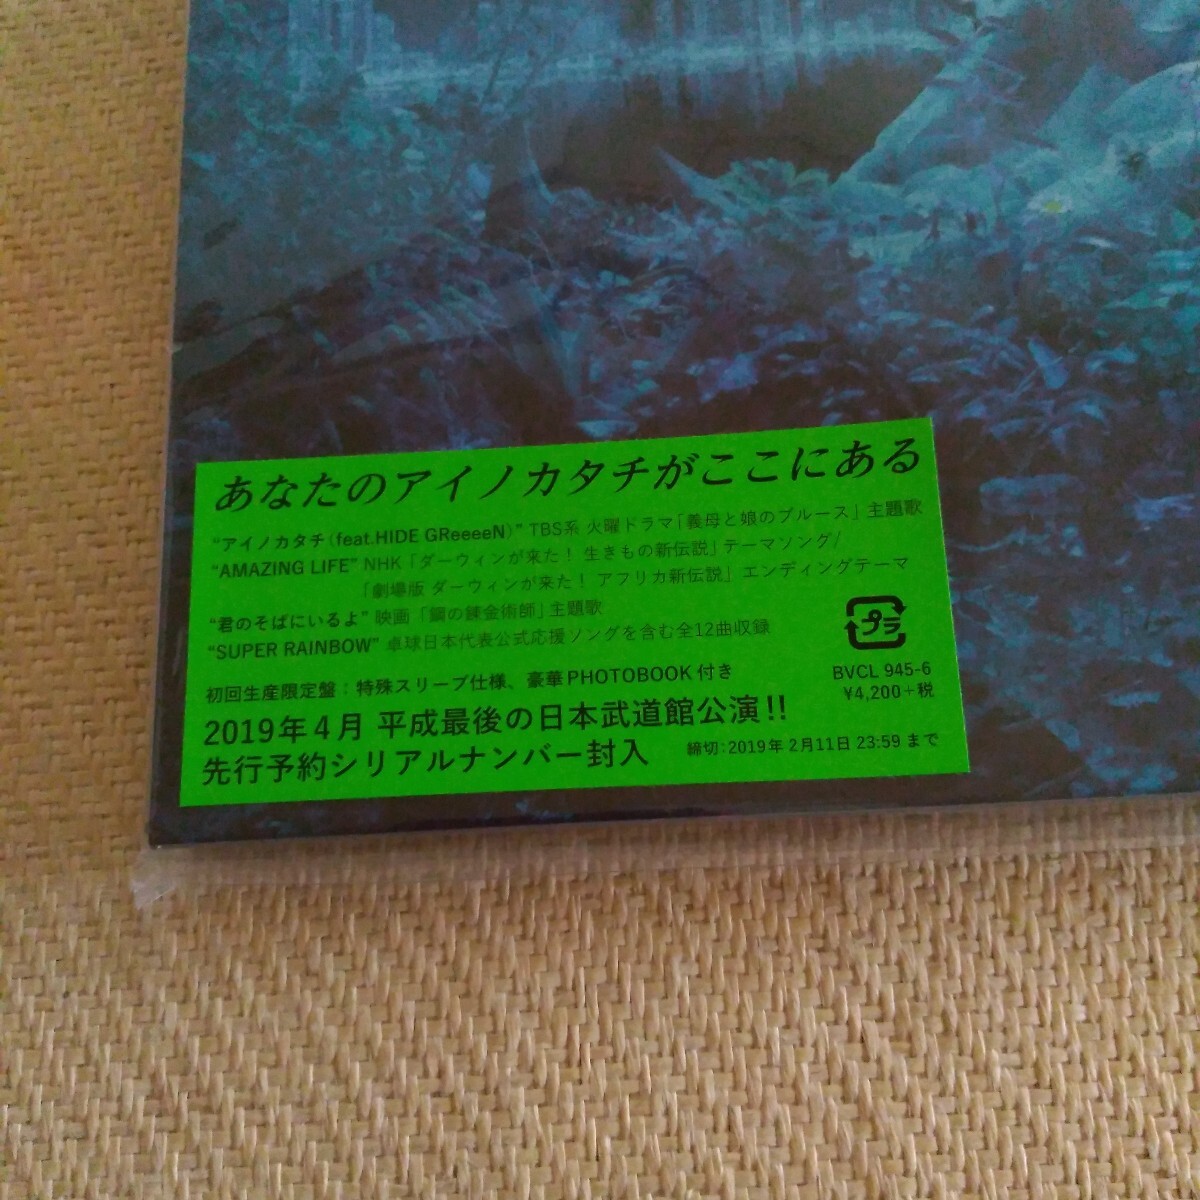 あなたのアイノカタチがここにある
“アイノカタチ(feat.HIDE GReeeeN)” TBS系 火曜ドラマ「義母と娘のブルース」主題歌
“AMAZING LIFE” NHK「ダーウィンが来た！ 生きもの新伝説」テーマソング/
「劇場版 ダーウィンが来た！ アフリカ新伝説」エンディングテーマ
“君のそばにいるよ” 映画「鋼の錬金術師」主題歌
“SUPER RAINBOW” 卓球日本代表公式応援ソングを含む全12曲収録
プラ
初回生産限定盤：特殊スリーブ仕様、豪華PHOTOBOOK付き
BVCL 945-6
¥4,200+税
2019年4月 平成最後の日本武道館公演!!
先行予約シリアルナンバー封入
締切：2019年2月11日 23:59 まで